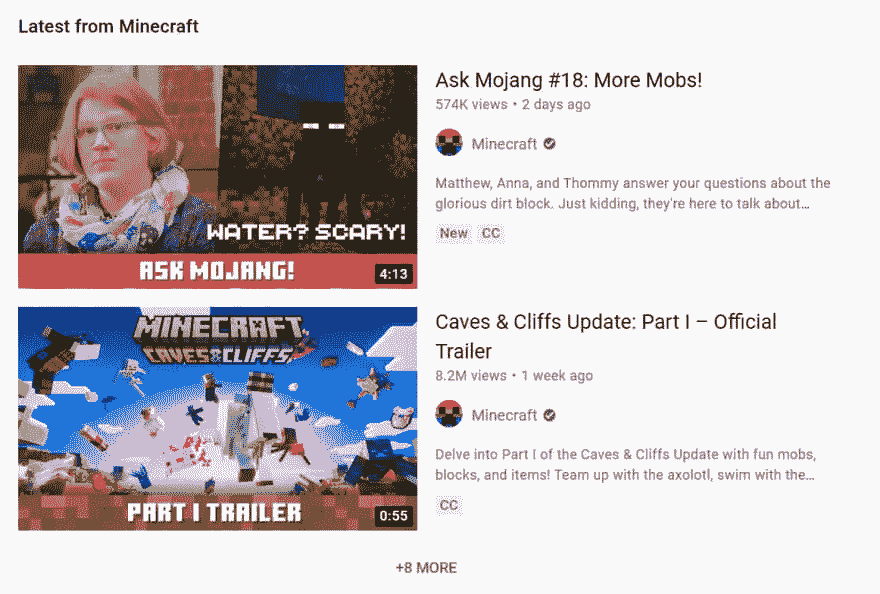 Latest from Minecraft
WATER? SCARY!
ASK MOJANG!
4:13
Ask Mojang #18: More Mobs!
574K views • 2 days ago
Minecraft
Matthew, Anna, and Thommy answer your questions about the
glorious dirt block. Just kidding, they're here to talk about...
New CC
MINECRAFT
CAVES & CLIFFS
PART I TRAILER
0:55
Caves & Cliffs Update: Part I – Official
Trailer
8.2M views • 1 week ago
Minecraft
Delve into Part I of the Caves & Cliffs Update with fun mobs,
blocks, and items! Team up with the axolotl, swim with the...
CC
+8 MORE